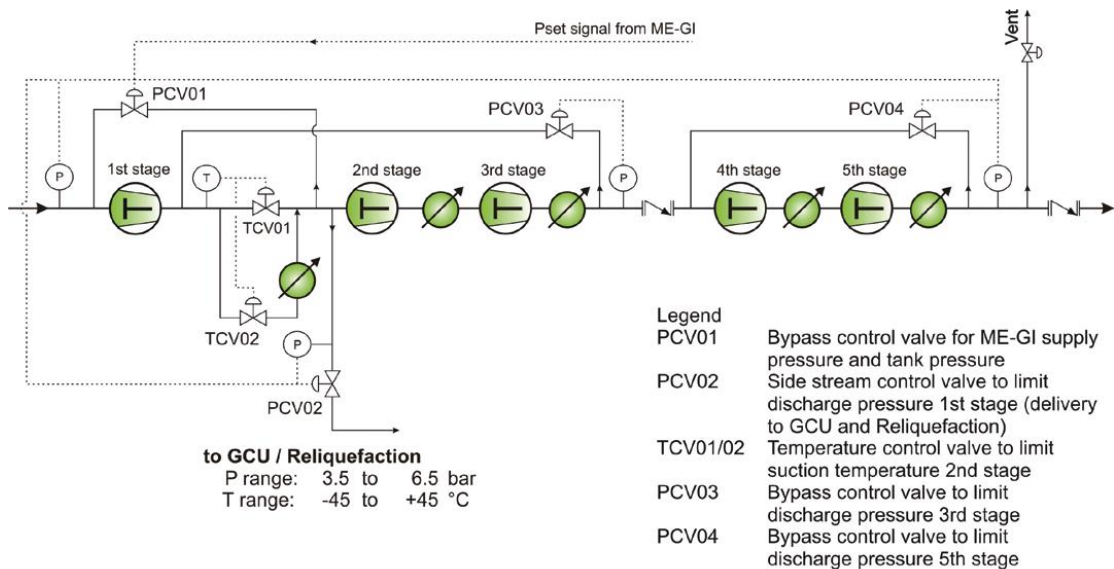 Pset signal from ME-GI
Vent
PCV01
PCV03
PCV04
P
1st stage
T
2nd stage
3rd stage
P
4th stage
5th stage
P
TCV01
TCV02
P
PCV02
to GCU / Reliquefaction
P range: 3.5 to 6.5 bar
T range: -45 to +45 °C
Legend
PCV01 Bypass control valve for ME-GI supply
pressure and tank pressure
PCV02 Side stream control valve to limit
discharge pressure 1st stage (delivery
to GCU and Reliquefaction)
TCV01/02 Temperature control valve to limit
suction temperature 2nd stage
PCV03 Bypass control valve to limit
discharge pressure 3rd stage
PCV04 Bypass control valve to limit
discharge pressure 5th stage